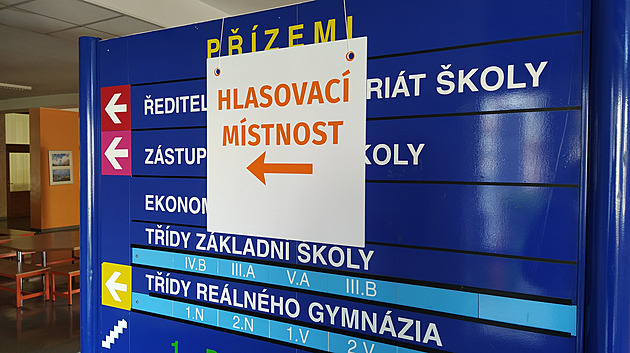 PŘÍZEMÍ
HLASOVACÍ
MÍSTNOST
ŘEDITEL RIÁT ŠKOLY
ZÁSTUP KOLY
EKONOM
TŘÍDY ZÁKLADNÍ ŠKOLY
IV.B III.A V.A III.B
TŘÍDY REÁLNÉHO GYMNÁZIA
1.N 2.N 1.V 2.V
1.